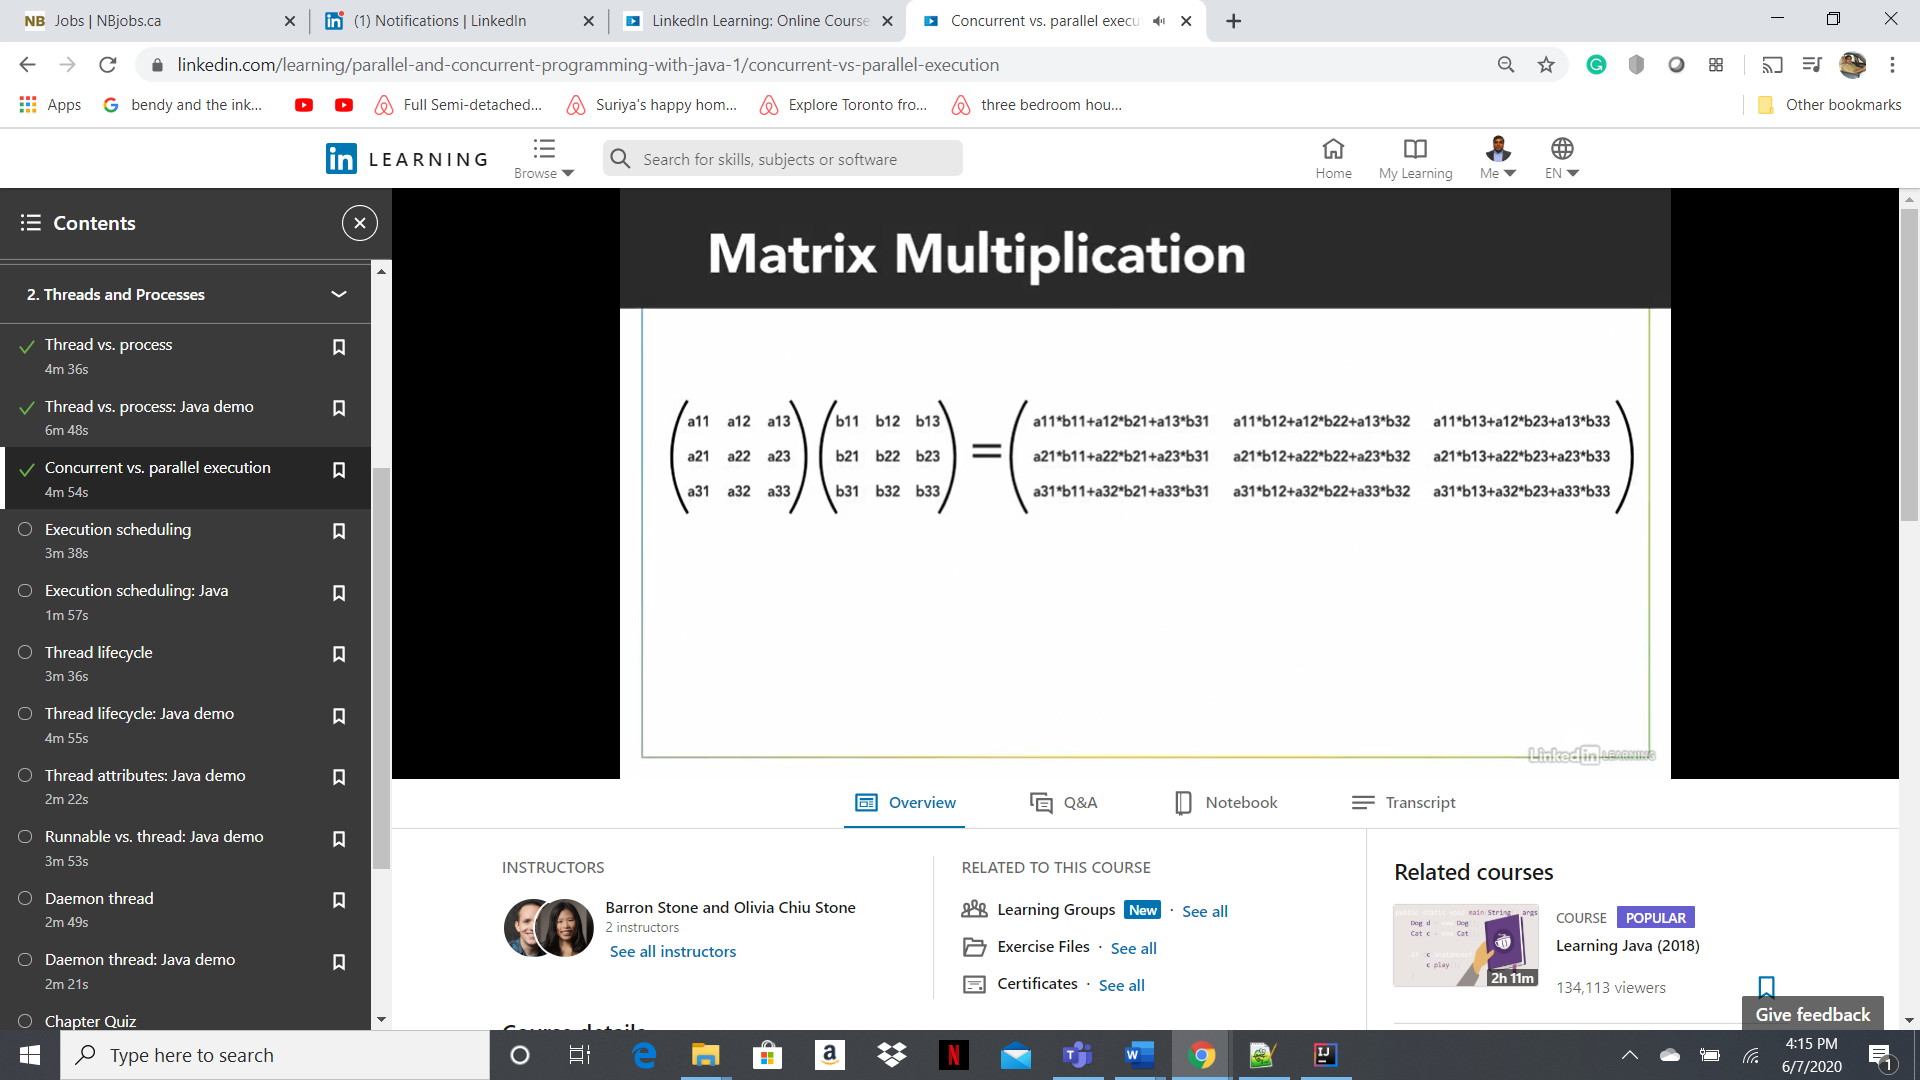 NB Jobs | NBjobs.ca
(1) Notifications | LinkedIn
LinkedIn Learning: Online Course
Concurrent vs. parallel execu
linkedin.com/learning/parallel-and-concurrent-programming-with-java-1/concurrent-vs-parallel-execution
Apps
bendy and the ink...
Full Semi-detached...
Suriya's happy hom...
Explore Toronto fro...
three bedroom hou...
Other bookmarks
in LEARNING
Browse
Search for skills, subjects or software
Home
My Learning
Me
EN
Contents
2. Threads and Processes
Thread vs. process
4m 36s
Thread vs. process: Java demo
6m 48s
Concurrent vs. parallel execution
4m 54s
Execution scheduling
3m 38s
Execution scheduling: Java
1m 57s
Thread lifecycle
3m 36s
Thread lifecycle: Java demo
4m 55s
Thread attributes: Java demo
2m 22s
Runnable vs. thread: Java demo
3m 53s
Daemon thread
2m 49s
Daemon thread: Java demo
2m 21s
Chapter Quiz
Matrix Multiplication
a11 a12 a13 b11 b12 b13 a11*b11+a12*b21+a13*b31 a11*b12+a12*b22+a13*b32 a11*b13+a12*b23+a13*b33
a21 a22 a23 b21 b22 b23 = a21*b11+a22*b21+a23*b31 a21*b12+a22*b22+a23*b32 a21*b13+a22*b23+a23*b33
a31 a32 a33 b31 b32 b33 a31*b11+a32*b21+a33*b31 a31*b12+a32*b22+a33*b32 a31*b13+a32*b23+a33*b33
Linked in LEARNING
Overview
Q&A
Notebook
Transcript
INSTRUCTORS
Barron Stone and Olivia Chiu Stone
2 instructors
See all instructors
RELATED TO THIS COURSE
Learning Groups New · See all
Exercise Files · See all
Certificates · See all
Course details
Related courses
2h 11m
COURSE POPULAR
Learning Java (2018)
134,113 viewers
Give feedback
Type here to search
4:15 PM
6/7/2020
1